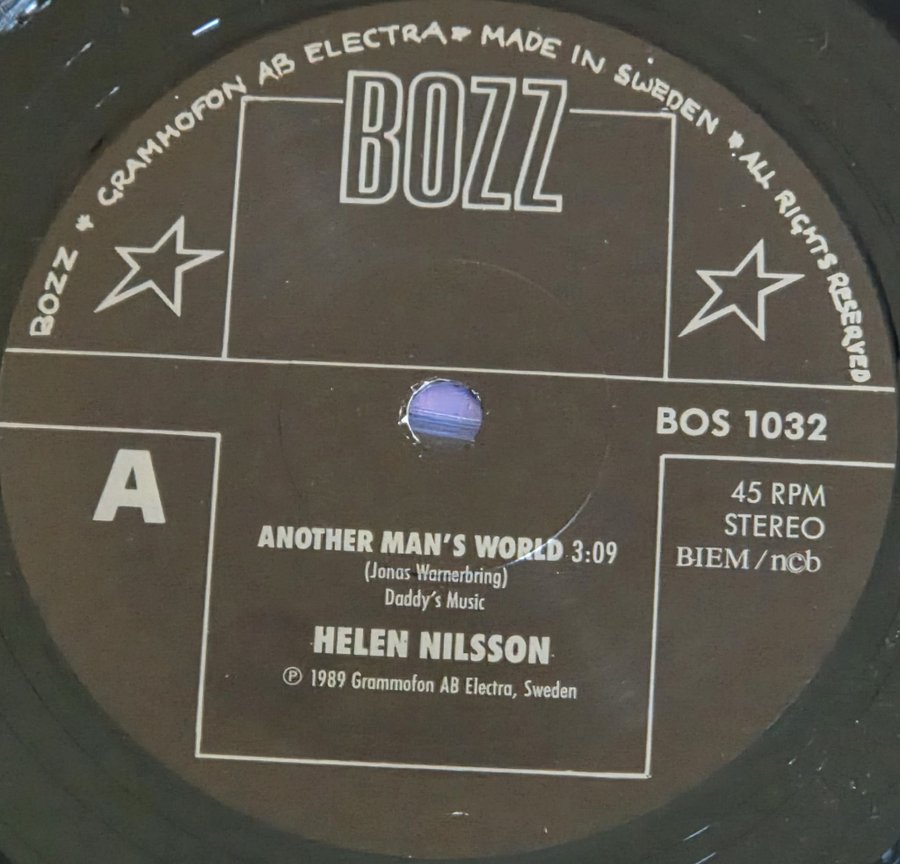 BOZZ * GRAMMOFON AB ELECTRA * MADE IN SWEDEN * ALL RIGHTS RESERVED
BOZZ
BOS 1032
A
45 RPM
STEREO
BIEM/n©b
ANOTHER MAN'S WORLD 3:09
(Jonas Warnerbring)
Daddy's Music
HELEN NILSSON
℗ 1989 Grammofon AB Electra, Sweden